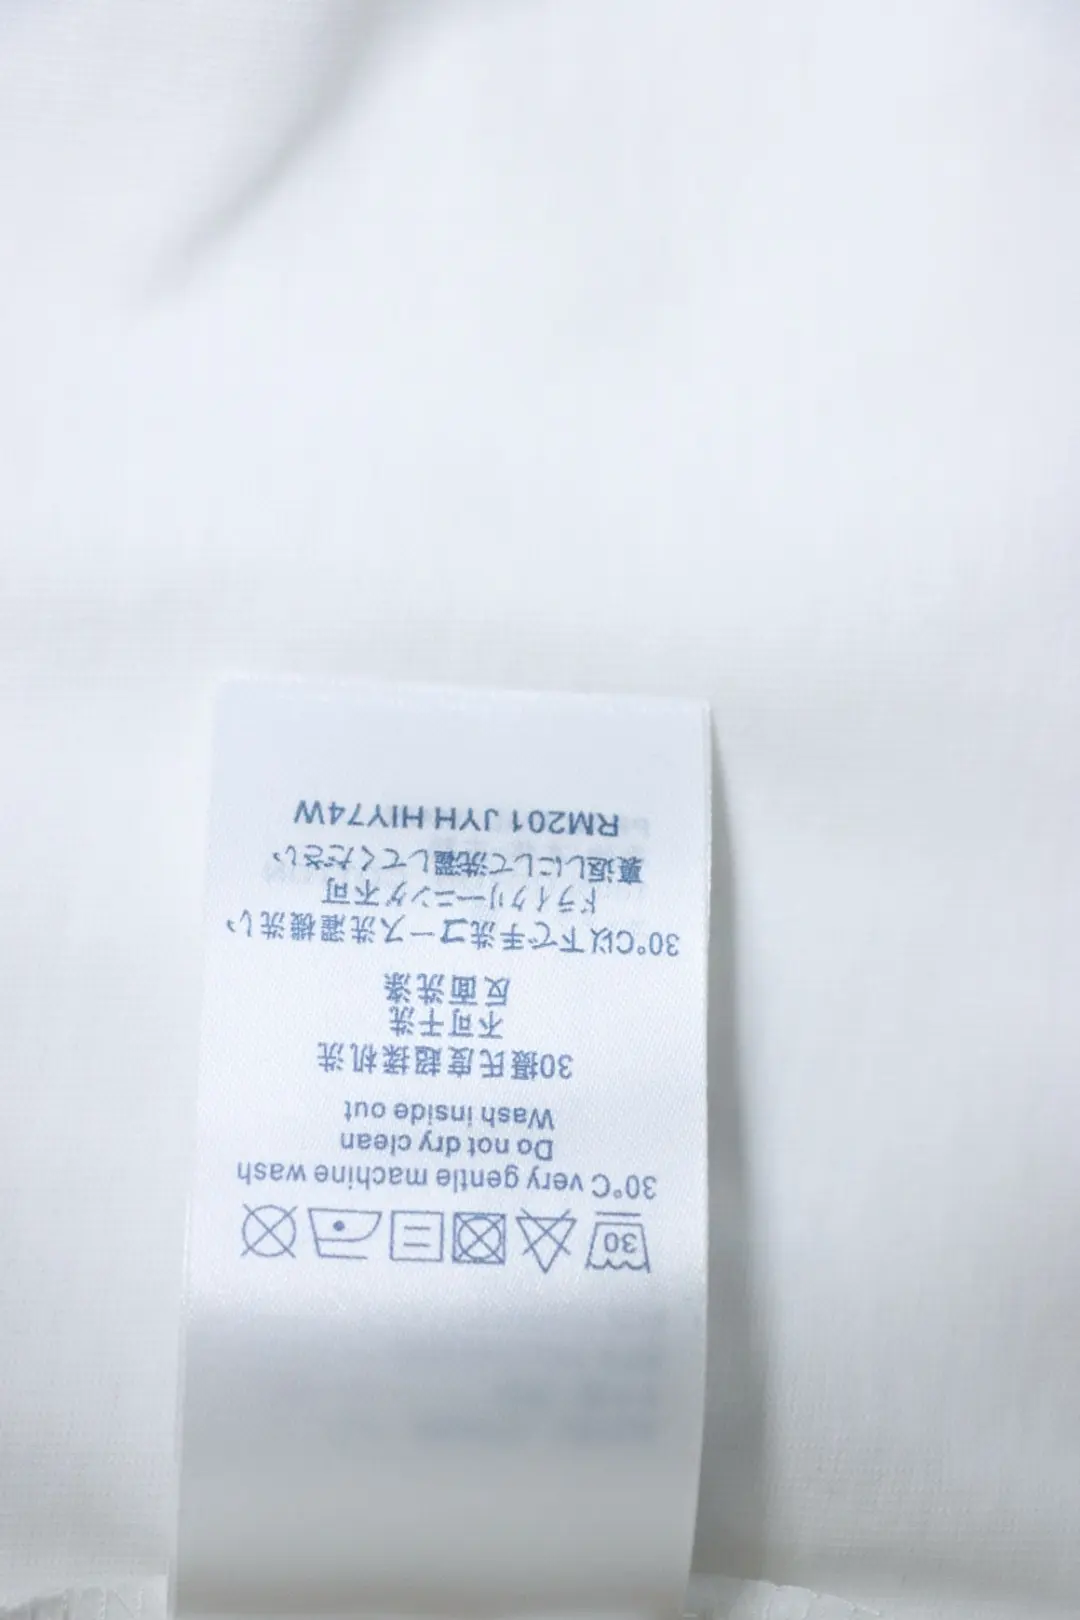 30
30°C very gentle machine wash
Do not dry clean
Wash inside out
30摄氏度超揉机洗
不可干洗
反面洗涤
30°C以下で手洗コース洗濯機洗い、
ドライクリーニング不可
裏返しにして洗濯してください
RM201 JYH HIY74W